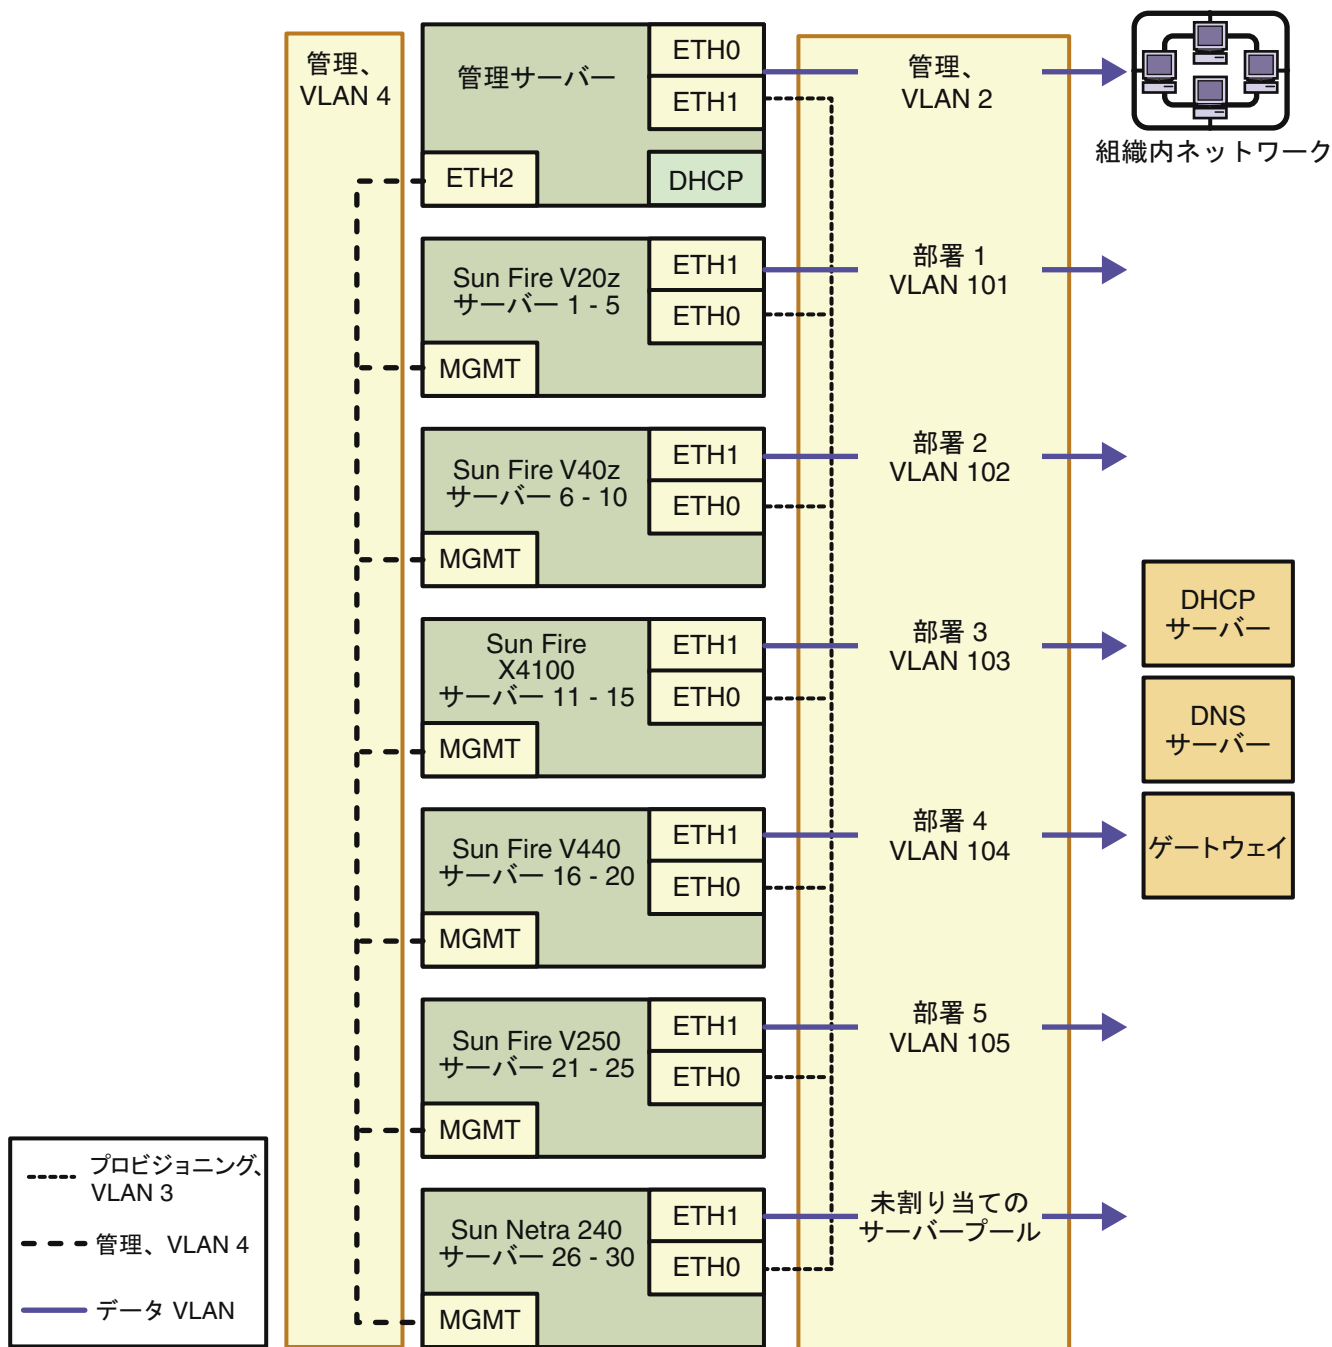 管理、
VLAN 4
管理サーバー
ETH0
ETH1
ETH2
DHCP
管理、
VLAN 2
組織内ネットワーク
Sun Fire V20z
サーバー 1 - 5
ETH1
ETH0
MGMT
部署 1
VLAN 101
Sun Fire V40z
サーバー 6 - 10
ETH1
ETH0
MGMT
部署 2
VLAN 102
Sun Fire
X4100
サーバー 11 - 15
ETH1
ETH0
MGMT
部署 3
VLAN 103
DHCP
サーバー
DNS
サーバー
ゲートウェイ
Sun Fire V440
サーバー 16 - 20
ETH1
ETH0
MGMT
部署 4
VLAN 104
Sun Fire V250
サーバー 21 - 25
ETH1
ETH0
MGMT
部署 5
VLAN 105
Sun Netra 240
サーバー 26 - 30
ETH1
ETH0
MGMT
未割り当ての
サーバープール
プロビジョニング、
VLAN 3
管理、VLAN 4
データ VLAN